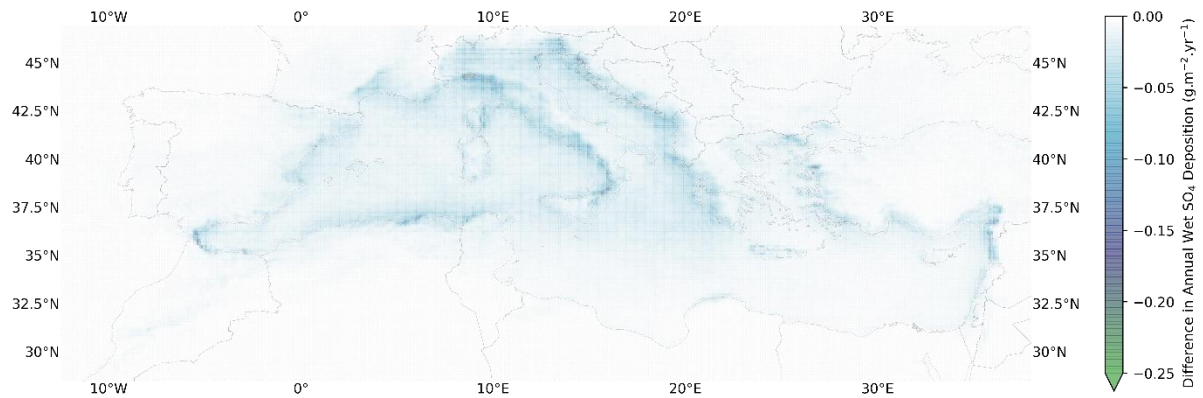 10°W 0° 10°E 20°E 30°E
45°N 45°N
42.5°N 42.5°N
40°N 40°N
37.5°N 37.5°N
35°N 35°N
32.5°N 32.5°N
30°N 30°N
10°W 0° 10°E 20°E 30°E
0.00
−0.05
−0.10
−0.15
−0.20
−0.25
Difference in Annual Wet SO₄ Deposition (g.m⁻².yr⁻¹)